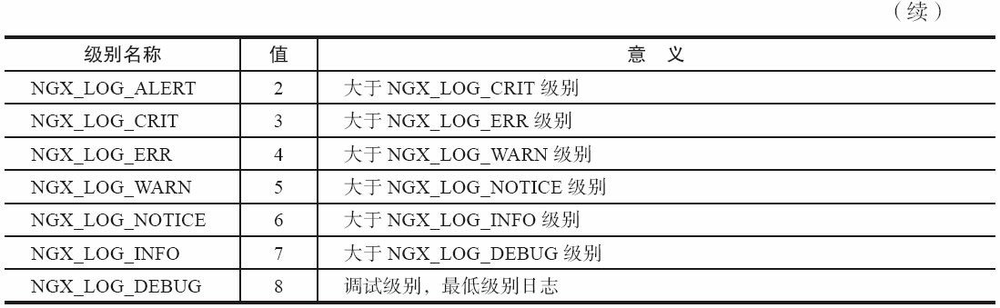 （续）
级别名称 值 意 义
NGX_LOG_ALERT 2 大于 NGX_LOG_CRIT 级别
NGX_LOG_CRIT 3 大于 NGX_LOG_ERR 级别
NGX_LOG_ERR 4 大于 NGX_LOG_WARN 级别
NGX_LOG_WARN 5 大于 NGX_LOG_NOTICE 级别
NGX_LOG_NOTICE 6 大于 NGX_LOG_INFO 级别
NGX_LOG_INFO 7 大于 NGX_LOG_DEBUG 级别
NGX_LOG_DEBUG 8 调试级别，最低级别日志